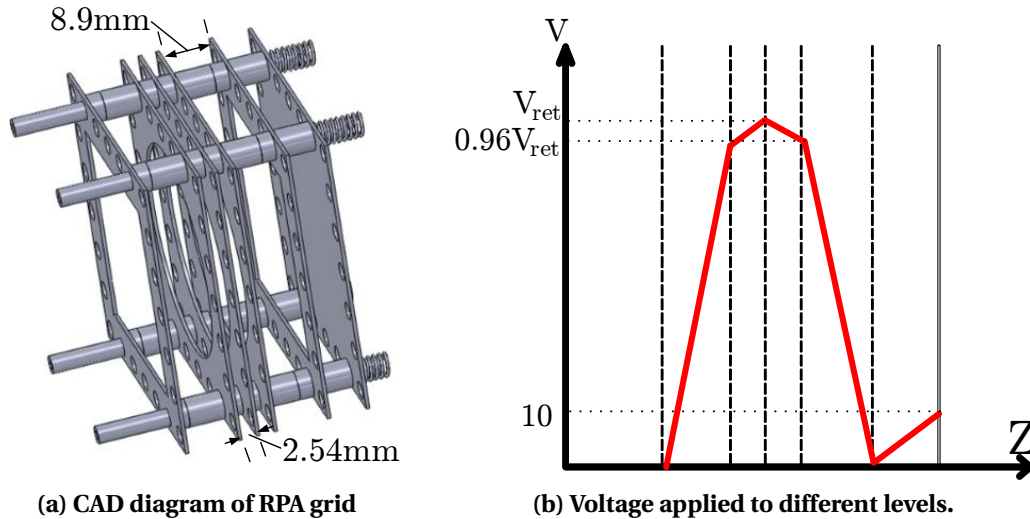 8.9mm
2.54mm
(a) CAD diagram of RPA grid
V
V_ret
0.96V_ret
10
Z
(b) Voltage applied to different levels.